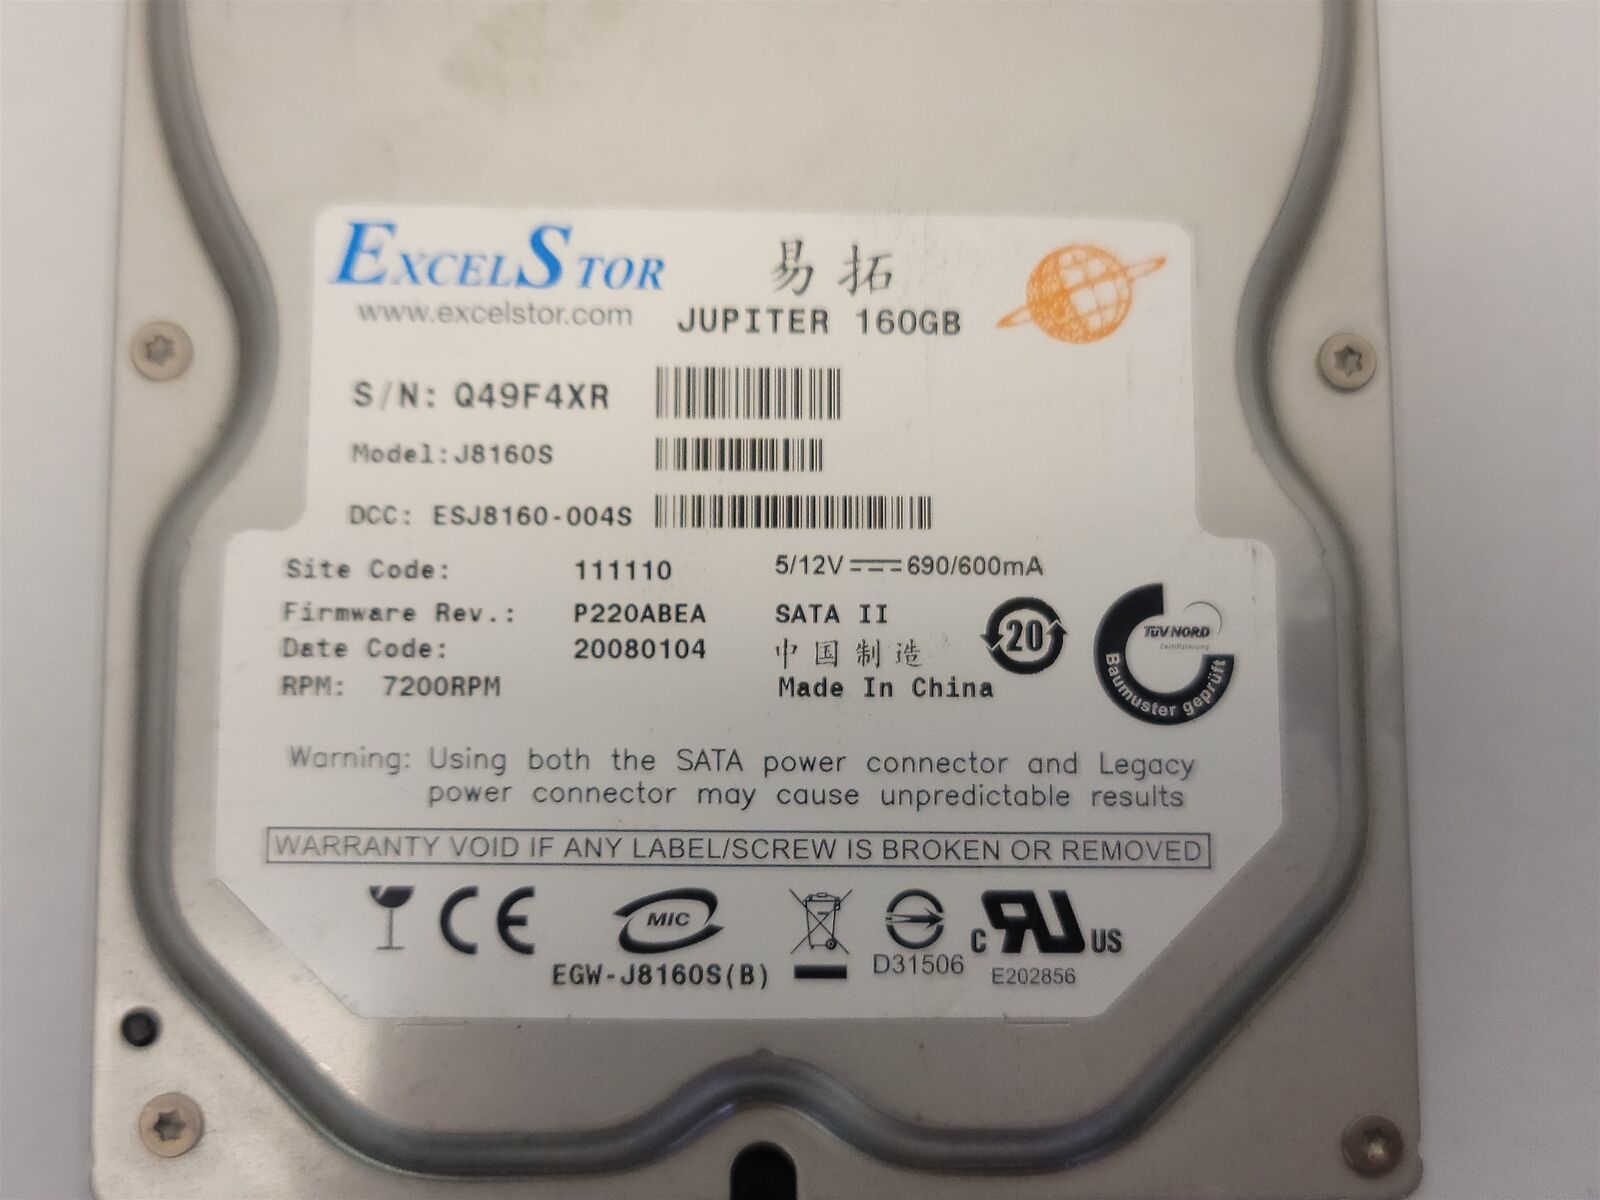 EXCELSTOR 易拓
www.excelstor.com JUPITER 160GB
S/N: Q49F4XR
Model:J8160S
DCC: ESJ8160-004S
Site Code: 111110 5/12V 690/600mA
Firmware Rev.: P220ABEA SATA II
Date Code: 20080104 中国制造
RPM: 7200RPM Made In China
20
TÜV NORD
Zertifizierung
Baumuster geprüft
Warning: Using both the SATA power connector and Legacy
power connector may cause unpredictable results
WARRANTY VOID IF ANY LABEL/SCREW IS BROKEN OR REMOVED
CE MIC c RU US
EGW-J8160S(B) D31506 E202856